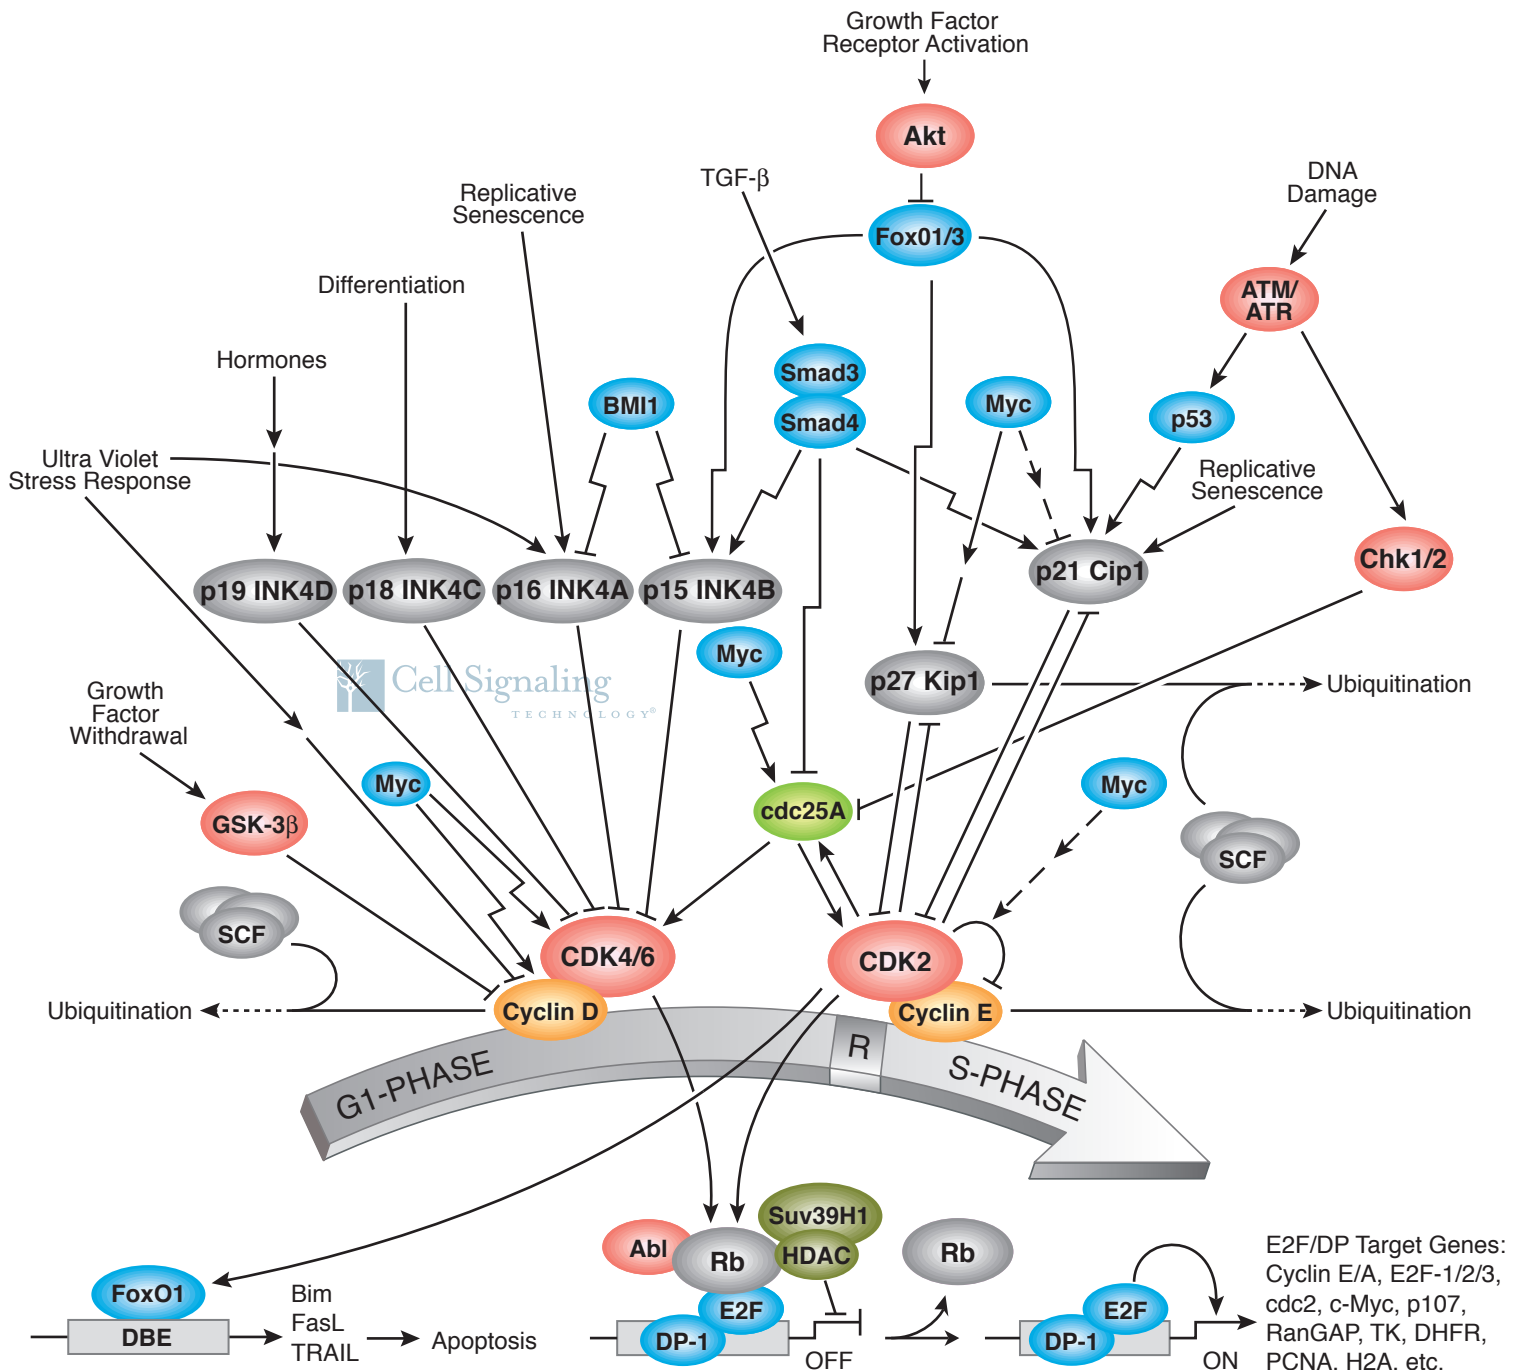 Growth Factor
Receptor Activation
Akt
TGF-β
DNA
Damage
Replicative
Senescence
Fox01/3
Differentiation
ATM/
ATR
Hormones
Smad3
BMI1
Myc
p53
Smad4
Ultra Violet
Stress Response
Replicative
Senescence
Chk1/2
p21 Cip1
p19 INK4D
p18 INK4C
p16 INK4A
p15 INK4B
Myc
Cell Signaling
TECHNOLOGY®
p27 Kip1
Ubiquitination
Growth
Factor
Withdrawal
Myc
Myc
cdc25A
GSK-3β
SCF
SCF
CDK4/6
CDK2
Ubiquitination
Cyclin D
Cyclin E
Ubiquitination
G1-PHASE
R
S-PHASE
Suv39H1
Abl
Rb
HDAC
Rb
E2F/DP Target Genes:
Cyclin E/A, E2F-1/2/3,
cdc2, c-Myc, p107,
RanGAP, TK, DHFR,
PCNA, H2A, etc.
FoxO1
DBE
Bim
FasL
TRAIL
Apoptosis
E2F
DP-1
OFF
E2F
DP-1
ON